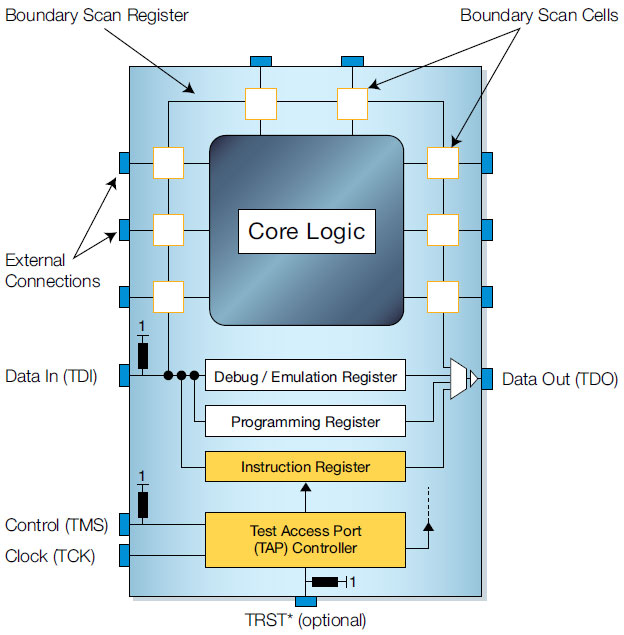 Boundary Scan Register
Boundary Scan Cells
Core Logic
External
Connections
1
Data In (TDI)
Debug / Emulation Register
Data Out (TDO)
Programming Register
Instruction Register
1
Control (TMS)
Test Access Port
(TAP) Controller
Clock (TCK)
1
TRST* (optional)